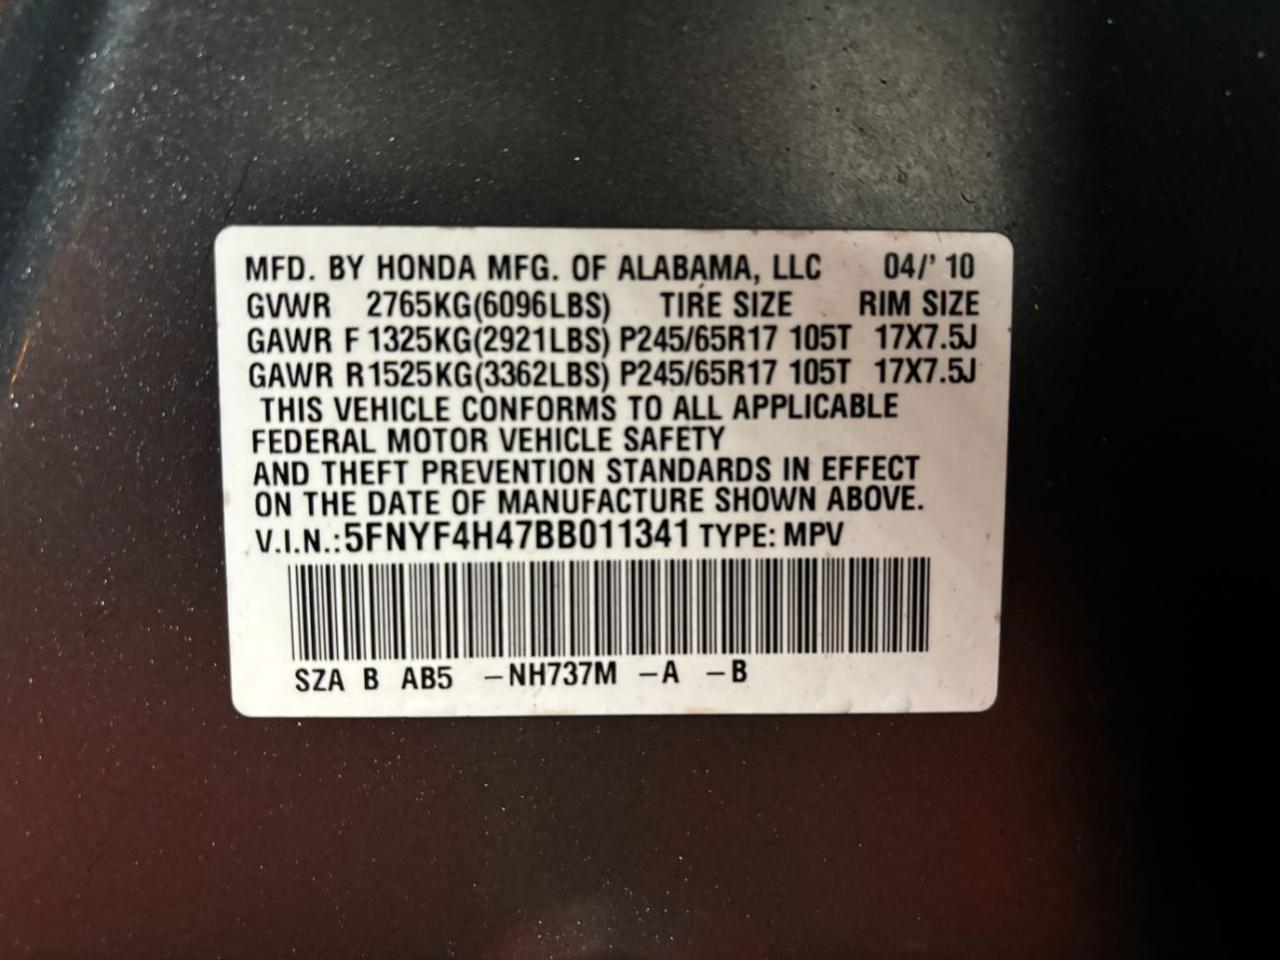 MFD. BY HONDA MFG. OF ALABAMA, LLC 04/' 10
GVWR 2765KG(6096LBS) TIRE SIZE RIM SIZE
GAWR F 1325KG(2921LBS) P245/65R17 105T 17X7.5J
GAWR R1525KG(3362LBS) P245/65R17 105T 17X7.5J
THIS VEHICLE CONFORMS TO ALL APPLICABLE
FEDERAL MOTOR VEHICLE SAFETY
AND THEFT PREVENTION STANDARDS IN EFFECT
ON THE DATE OF MANUFACTURE SHOWN ABOVE.
V.I.N.:5FNYF4H47BB011341 TYPE: MPV
SZA B AB5 -NH737M -A -B